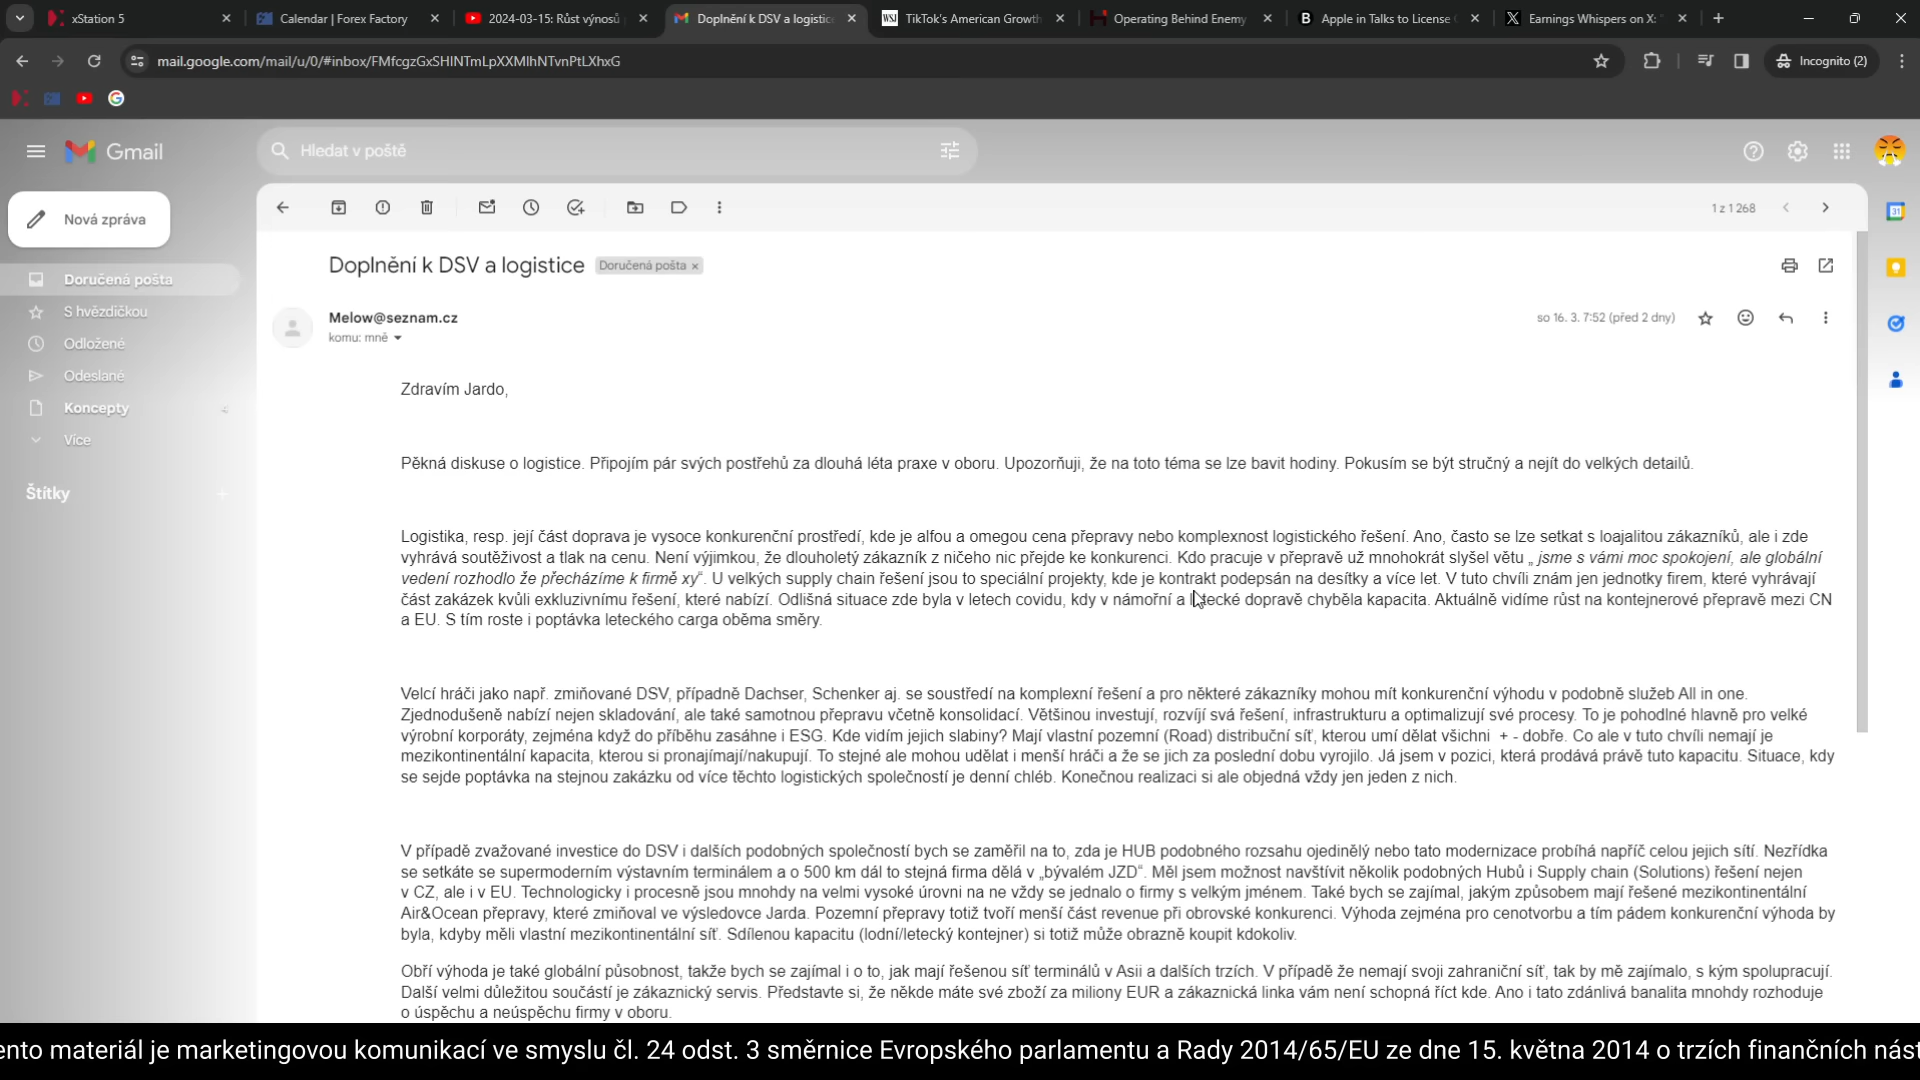 xStation 5
Calendar | Forex Factory
2024-03-15: Růst výnosů
Doplnění k DSV a logistic
TikTok's American Growth
Operating Behind Enemy
Apple in Talks to License
Earnings Whispers on X:
mail.google.com/mail/u/0/#inbox/FMfcgzGxSHINTmLpXXMlhNTvnPtLXhxG
Incognito (2)
Gmail
Hledat v poště
Nová zpráva
1 z 1 268
Doručená pošta
S hvězdičkou
Odložené
Odeslané
Koncepty
Více
Štítky
Doplnění k DSV a logistice
Doručená pošta x
Melow@seznam.cz
komu: mně
so 16. 3. 7:52 (před 2 dny)
Zdravím Jardo,
Pěkná diskuse o logistice. Připojím pár svých postřehů za dlouhá léta praxe v oboru. Upozorňuji, že na toto téma se lze bavit hodiny. Pokusím se být stručný a nejít do velkých detailů.
Logistika, resp. její část doprava je vysoce konkurenční prostředí, kde je alfou a omegou cena přepravy nebo komplexnost logistického řešení. Ano, často se lze setkat s loajalitou zákazníků, ale i zde
vyhrává soutěživost a tlak na cenu. Není výjimkou, že dlouholetý zákazník z ničeho nic přejde ke konkurenci. Kdo pracuje v přepravě už mnohokrát slyšel větu „ jsme s vámi moc spokojení, ale globální
vedení rozhodlo že přecházíme k firmě xy“. U velkých supply chain řešení jsou to speciální projekty, kde je kontrakt podepsán na desítky a více let. V tuto chvíli znám jen jednotky firem, které vyhrávají
část zakázek kvůli exkluzivnímu řešení, které nabízí. Odlišná situace zde byla v letech covidu, kdy v námořní a letecké dopravě chyběla kapacita. Aktuálně vidíme růst na kontejnerové přepravě mezi CN
a EU. S tím roste i poptávka leteckého carga oběma směry.
Velcí hráči jako např. zmiňované DSV, případně Dachser, Schenker aj. se soustředí na komplexní řešení a pro některé zákazníky mohou mít konkurenční výhodu v podobně služeb All in one.
Zjednodušeně nabízí nejen skladování, ale také samotnou přepravu včetně konsolidací. Většinou investují, rozvíjí svá řešení, infrastrukturu a optimalizují své procesy. To je pohodlné hlavně pro velké
výrobní korporáty, zejména když do příběhu zasáhne i ESG. Kde vidím jejich slabiny? Mají vlastní pozemní (Road) distribuční síť, kterou umí dělat všichni + - dobře. Co ale v tuto chvíli nemají je
mezikontinentální kapacita, kterou si pronajímají/nakupují. To stejné ale mohou udělat i menší hráči a že se jich za poslední dobu vyrojilo. Já jsem v pozici, která prodává právě tuto kapacitu. Situace, kdy
se sejde poptávka na stejnou zakázku od více těchto logistických společností je denní chléb. Konečnou realizaci si ale objedná vždy jen jeden z nich.
V případě zvažované investice do DSV i dalších podobných společností bych se zaměřil na to, zda je HUB podobného rozsahu ojedinělý nebo tato modernizace probíhá napříč celou jejich sítí. Nezřídka
se setkáte se supermoderním výstavním terminálem a o 500 km dál to stejná firma dělá v „bývalém JZD“. Měl jsem možnost navštívit několik podobných Hubů i Supply chain (Solutions) řešení nejen
v CZ, ale i v EU. Technologicky i procesně jsou mnohdy na velmi vysoké úrovni na ne vždy se jednalo o firmy s velkým jménem. Také bych se zajímal, jakým způsobem mají řešené mezikontinentální
Air&Ocean přepravy, které zmiňoval ve výsledovce Jarda. Pozemní přepravy totiž tvoří menší část revenue při obrovské konkurenci. Výhoda zejména pro cenotvorbu a tím pádem konkurenční výhoda by
byla, kdyby měli vlastní mezikontinentální síť. Sdílenou kapacitu (lodní/letecký kontejner) si totiž může obrazně koupit kdokoliv.
Obří výhoda je také globální působnost, takže bych se zajímal i o to, jak mají řešenou síť terminálů v Asii a dalších trzích. V případě že nemají svoji zahraniční síť, tak by mě zajímalo, s kým spolupracují.
Další velmi důležitou součástí je zákaznický servis. Představte si, že někde máte své zboží za miliony EUR a zákaznická linka vám není schopná říct kde. Ano i tato zdánlivá banalita mnohdy rozhoduje
o úspěchu a neúspěchu firmy v oboru.
ento materiál je marketingovou komunikací ve smyslu čl. 24 odst. 3 směrnice Evropského parlamentu a Rady 2014/65/EU ze dne 15. května 2014 o trzích finančních nást